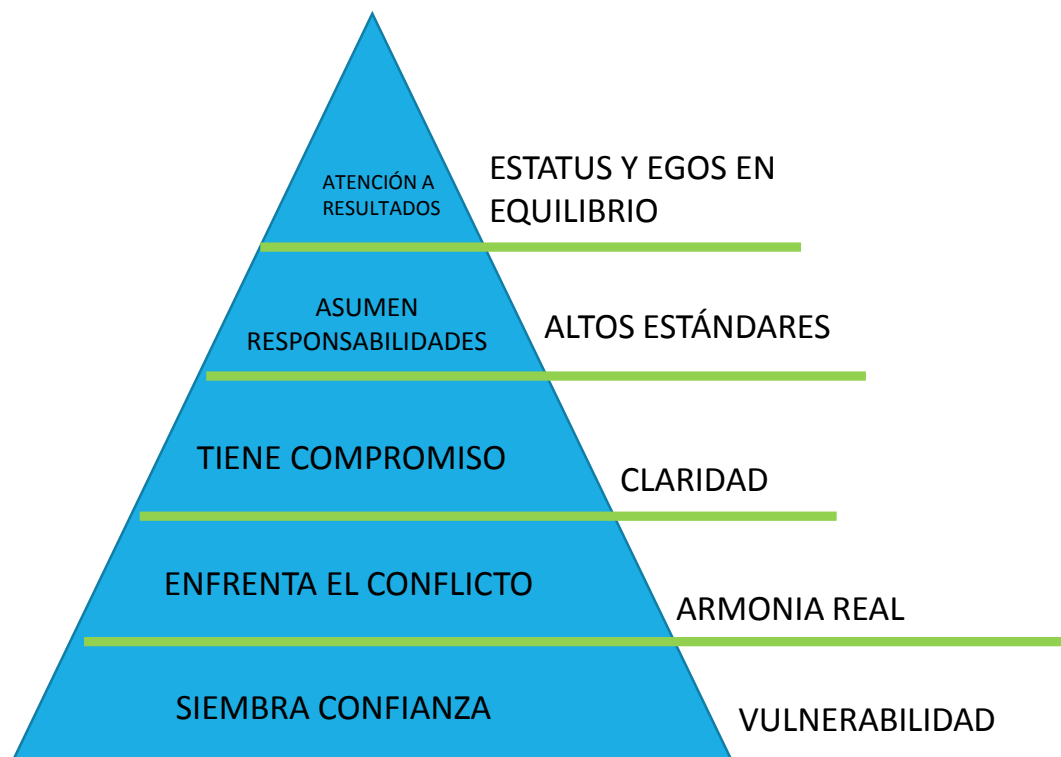 ATENCIÓN A
RESULTADOS
ESTATUS Y EGOS EN
EQUILIBRIO
ASUMEN
RESPONSABILIDADES
ALTOS ESTÁNDARES
TIENE COMPROMISO
CLARIDAD
ENFRENTA EL CONFLICTO
ARMONIA REAL
SIEMBRA CONFIANZA
VULNERABILIDAD